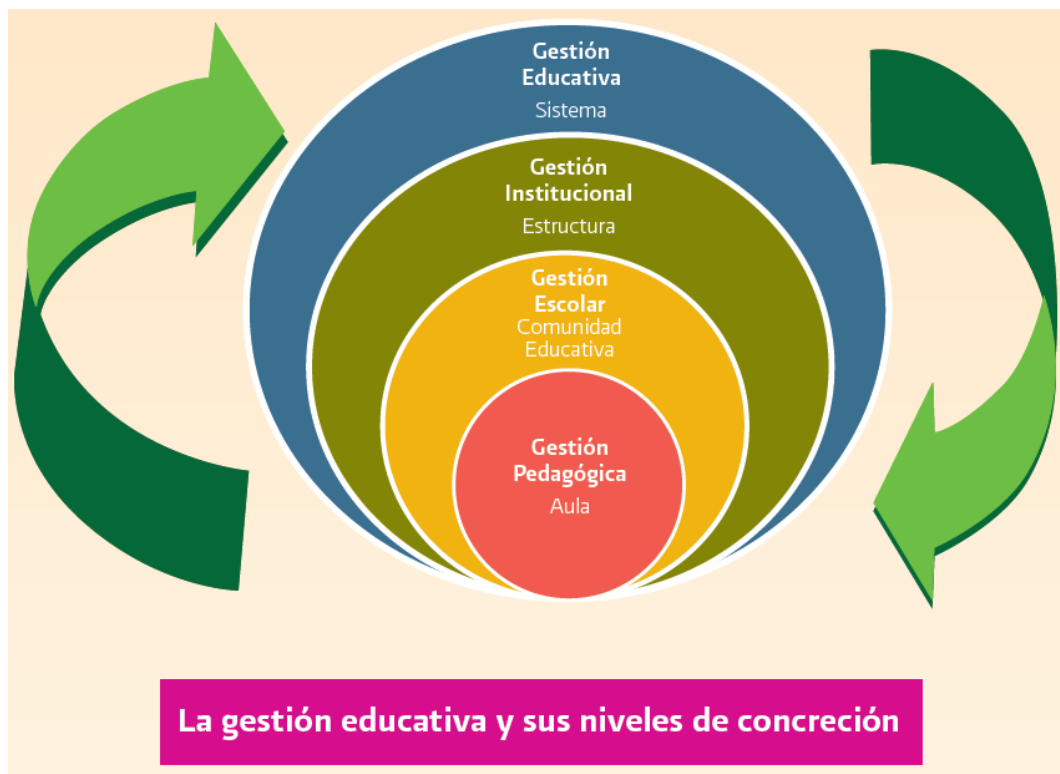 Gestión
Educativa
Sistema
Gestión
Institucional
Estructura
Gestión
Escolar
Comunidad
Educativa
Gestión
Pedagógica
Aula
La gestión educativa y sus niveles de concreción